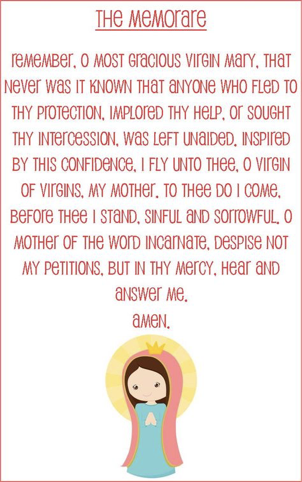 THE MEMORARE
REMEMBER, O MOST GRACIOUS VIRGIN MARY, THAT
NEVER WAS IT KNOWN THAT ANYONE WHO FLED TO
THY PROTECTION, IMPLORED THY HELP, OR SOUGHT
THY INTERCESSION, WAS LEFT UNAIDED. INSPIRED
BY THIS CONFIDENCE, I FLY UNTO THEE, O VIRGIN
OF VIRGINS, MY MOTHER. TO THEE DO I COME,
BEFORE THEE I STAND, SINFUL AND SORROWFUL. O
MOTHER OF THE WORD INCARNATE, DESPISE NOT
MY PETITIONS, BUT IN THY MERCY, HEAR AND
ANSWER ME.
AMEN.